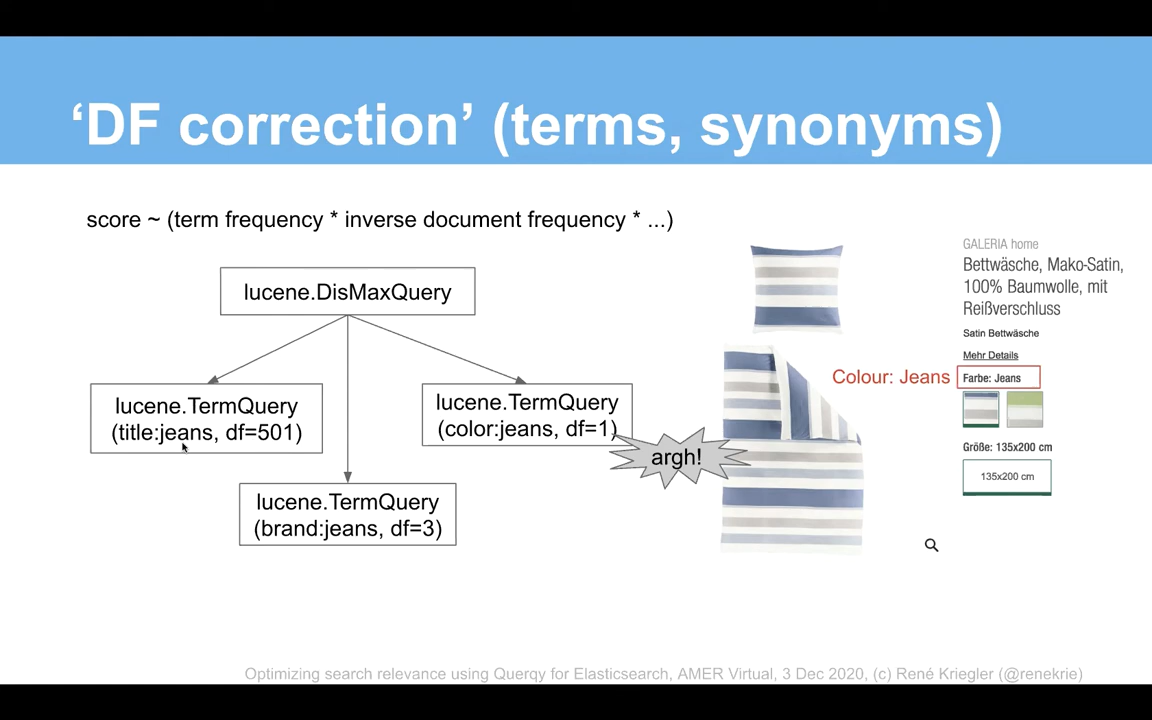 ‘DF correction’ (terms, synonyms)
score ~ (term frequency * inverse document frequency * ...)
lucene.DisMaxQuery
lucene.TermQuery
(title:jeans, df=501)
lucene.TermQuery
(color:jeans, df=1)
argh!
lucene.TermQuery
(brand:jeans, df=3)
GALERIA home
Bettwäsche, Mako-Satin,
100% Baumwolle, mit
Reißverschluss
Satin Bettwäsche
Mehr Details
Colour: Jeans
Farbe: Jeans
Größe: 135x200 cm
135x200 cm
Optimizing search relevance using Querqy for Elasticsearch, AMER Virtual, 3 Dec 2020, (c) René Kriegler (@renekrie)